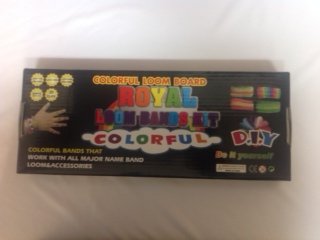 COLORFUL LOOM BOARD
ROYAL
LOOM BANDS KIT
COLORFUL
D.I.Y
Do it yourself
COLORFUL BANDS THAT
WORK WITH ALL MAJOR NAME BAND
LOOM&ACCESSORIES